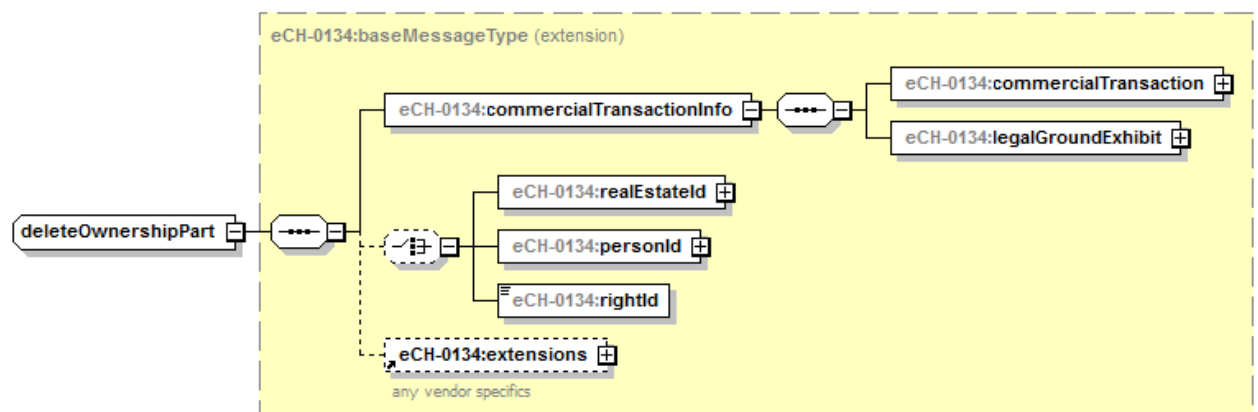 eCH-0134:baseMessageType (extension)
eCH-0134:commercialTransaction
eCH-0134:commercialTransactionInfo
eCH-0134:legalGroundExhibit
eCH-0134:realEstateId
deleteOwnershipPart
eCH-0134:personId
eCH-0134:rightId
eCH-0134:extensions
any vendor specifics